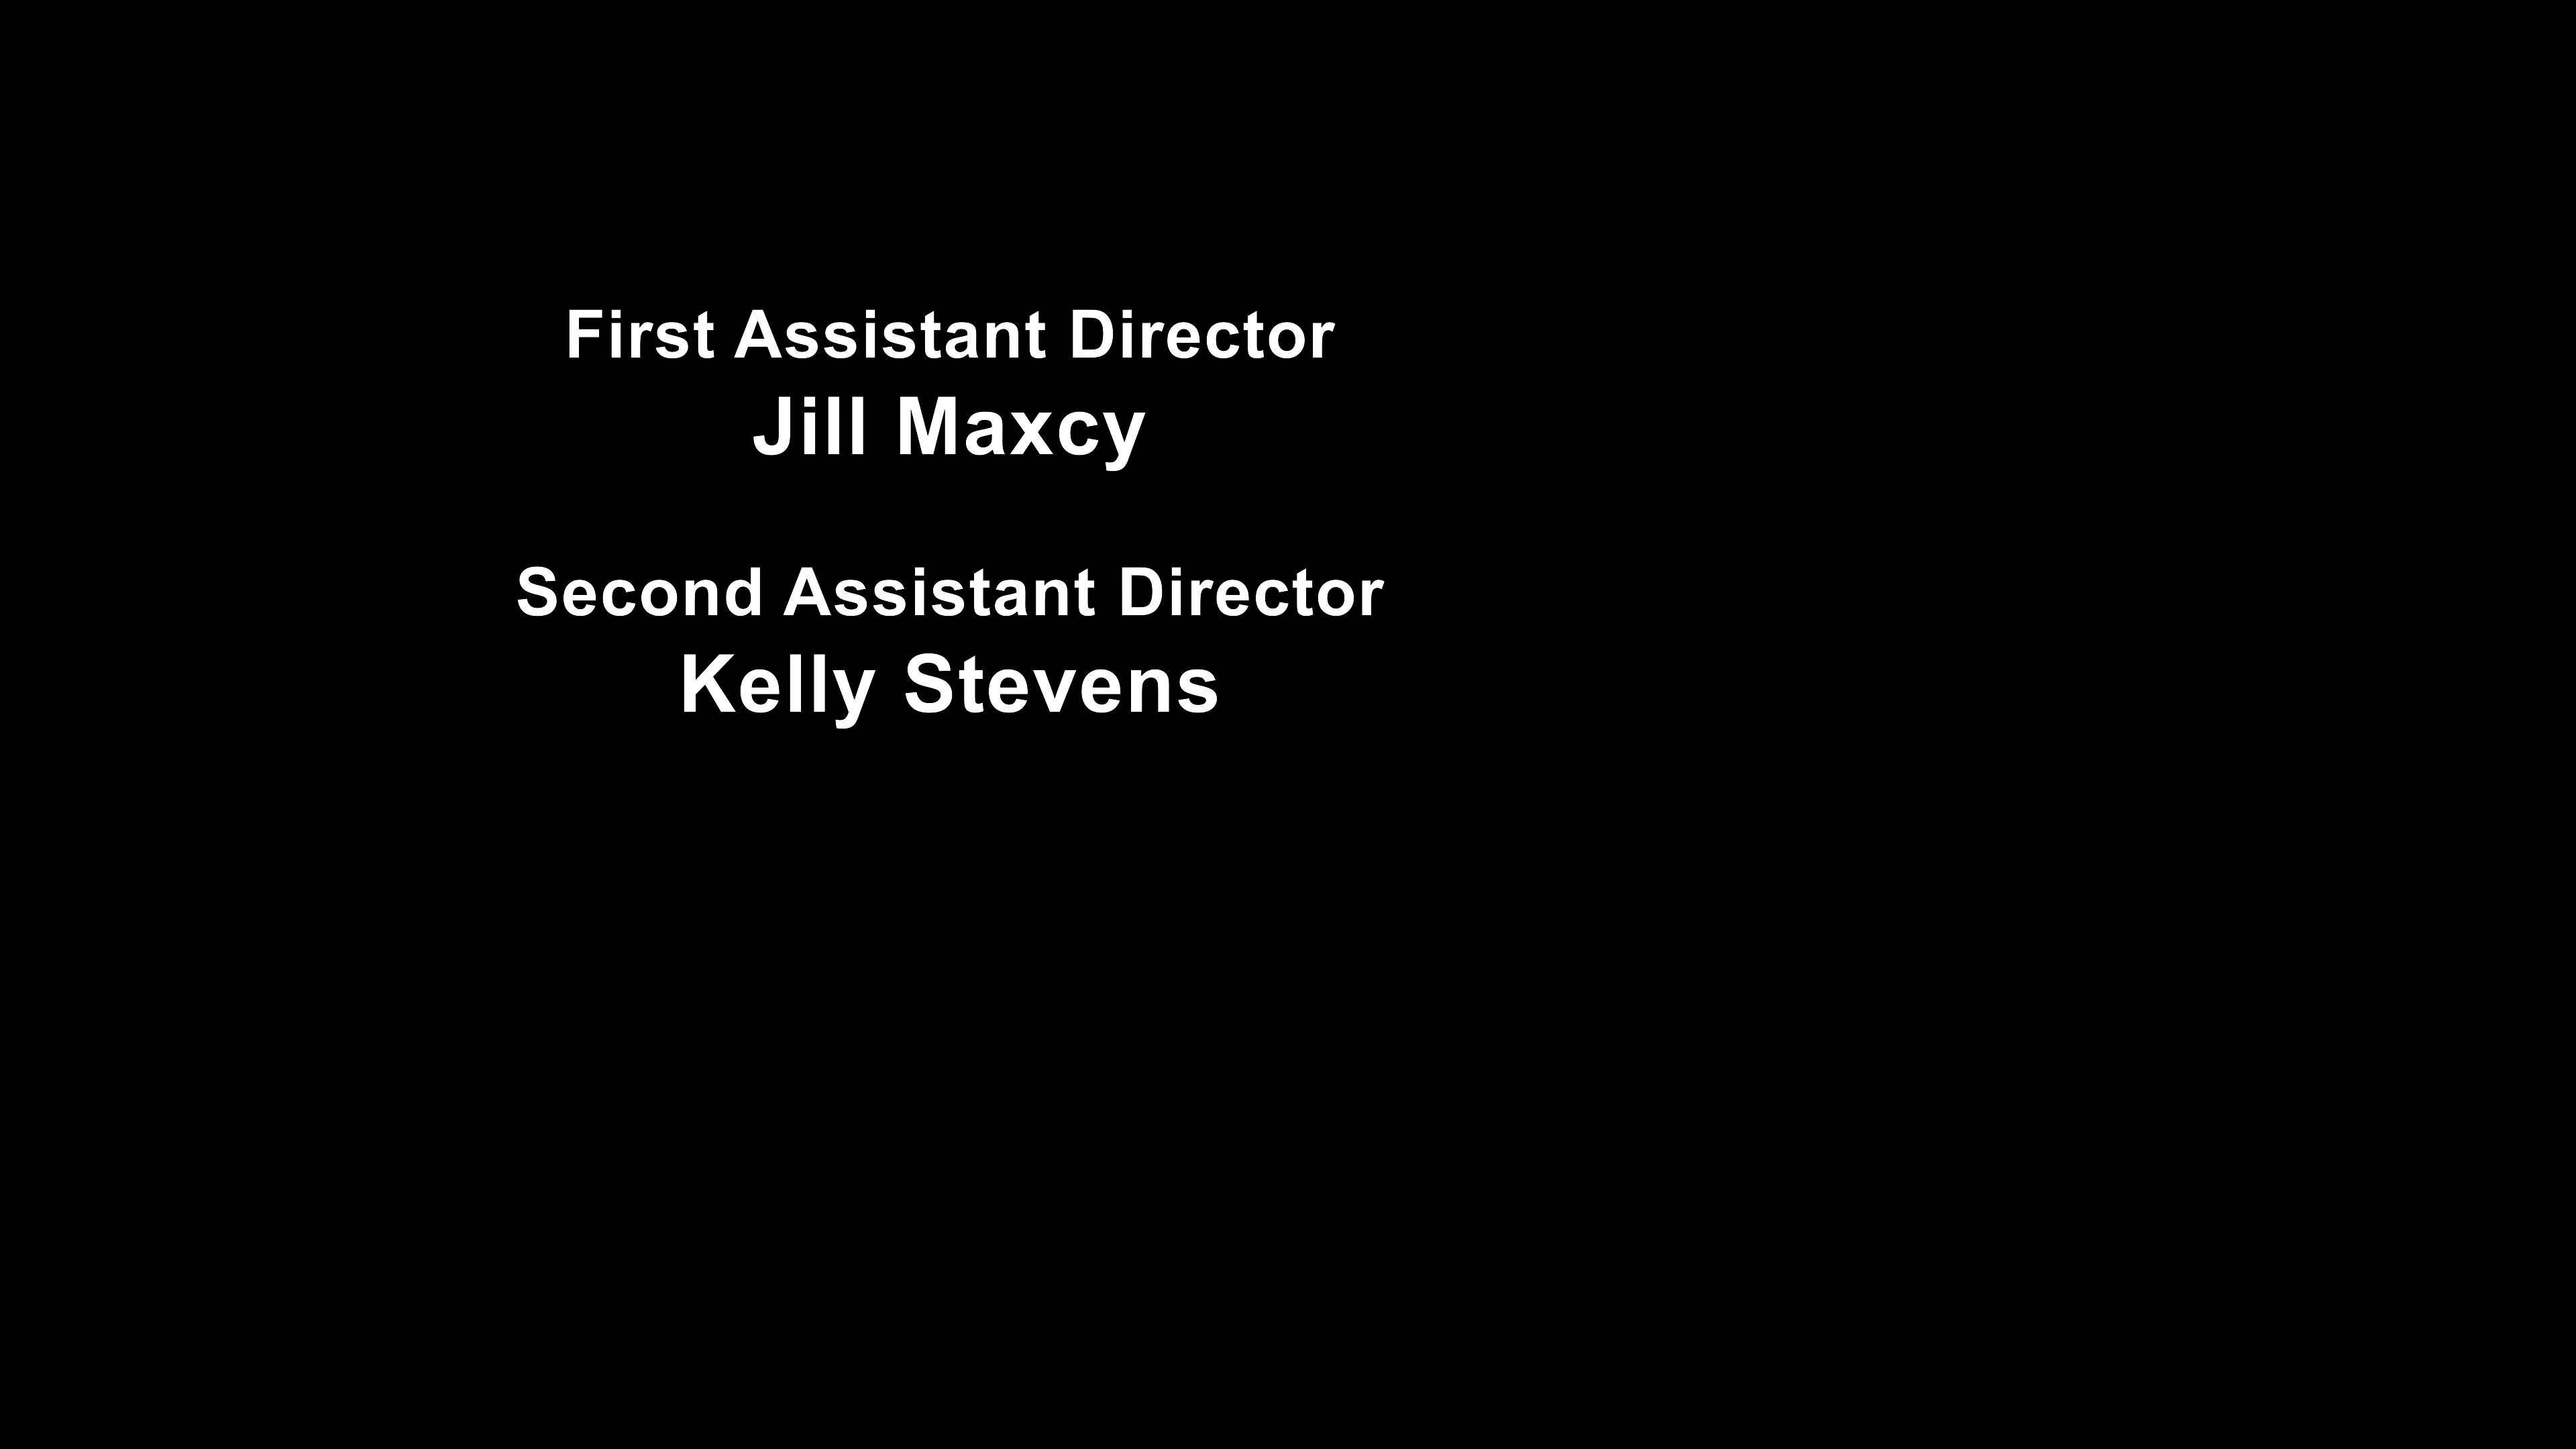 First Assistant Director
Jill Maxcy
Second Assistant Director
Kelly Stevens